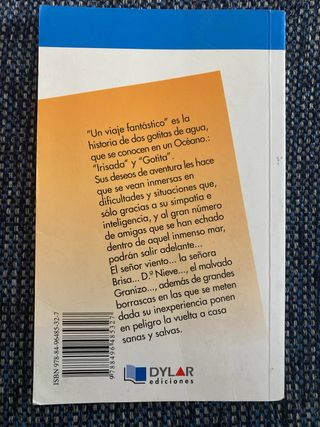 "Un viaje fantástico" es la
historia de dos gotitas de agua,
que se conocen en un Océano.:
"Irisada" y "Gotita".
Sus deseos de aventura les hace
que se vean inmersas en
dificultades y situaciones que,
sólo gracias a su simpatía e
inteligencia, y al gran número
de amigas que se han echado
dentro de aquel inmenso mar,
podrán salir adelante...
El señor viento... la señora
Brisa... D.ª Nieve..., el malvado
Granizo..., además de grandes
borrascas en las que se meten
dada su inexperiencia ponen
en peligro la vuelta a casa
sanas y salvas.
ISBN 978-84-96485-32-7
9 788496 485327
DYLAR
ediciones